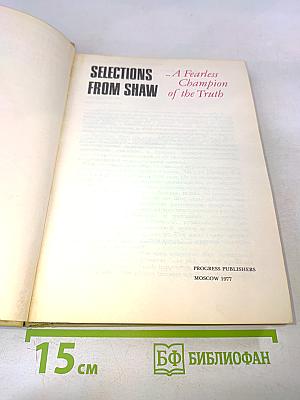 SELECTIONS
FROM SHAW
... A Fearless
Champion
of the Truth
PROGRESS PUBLISHERS
MOSCOW 1977
15 см
БФ БИБЛИОФАН